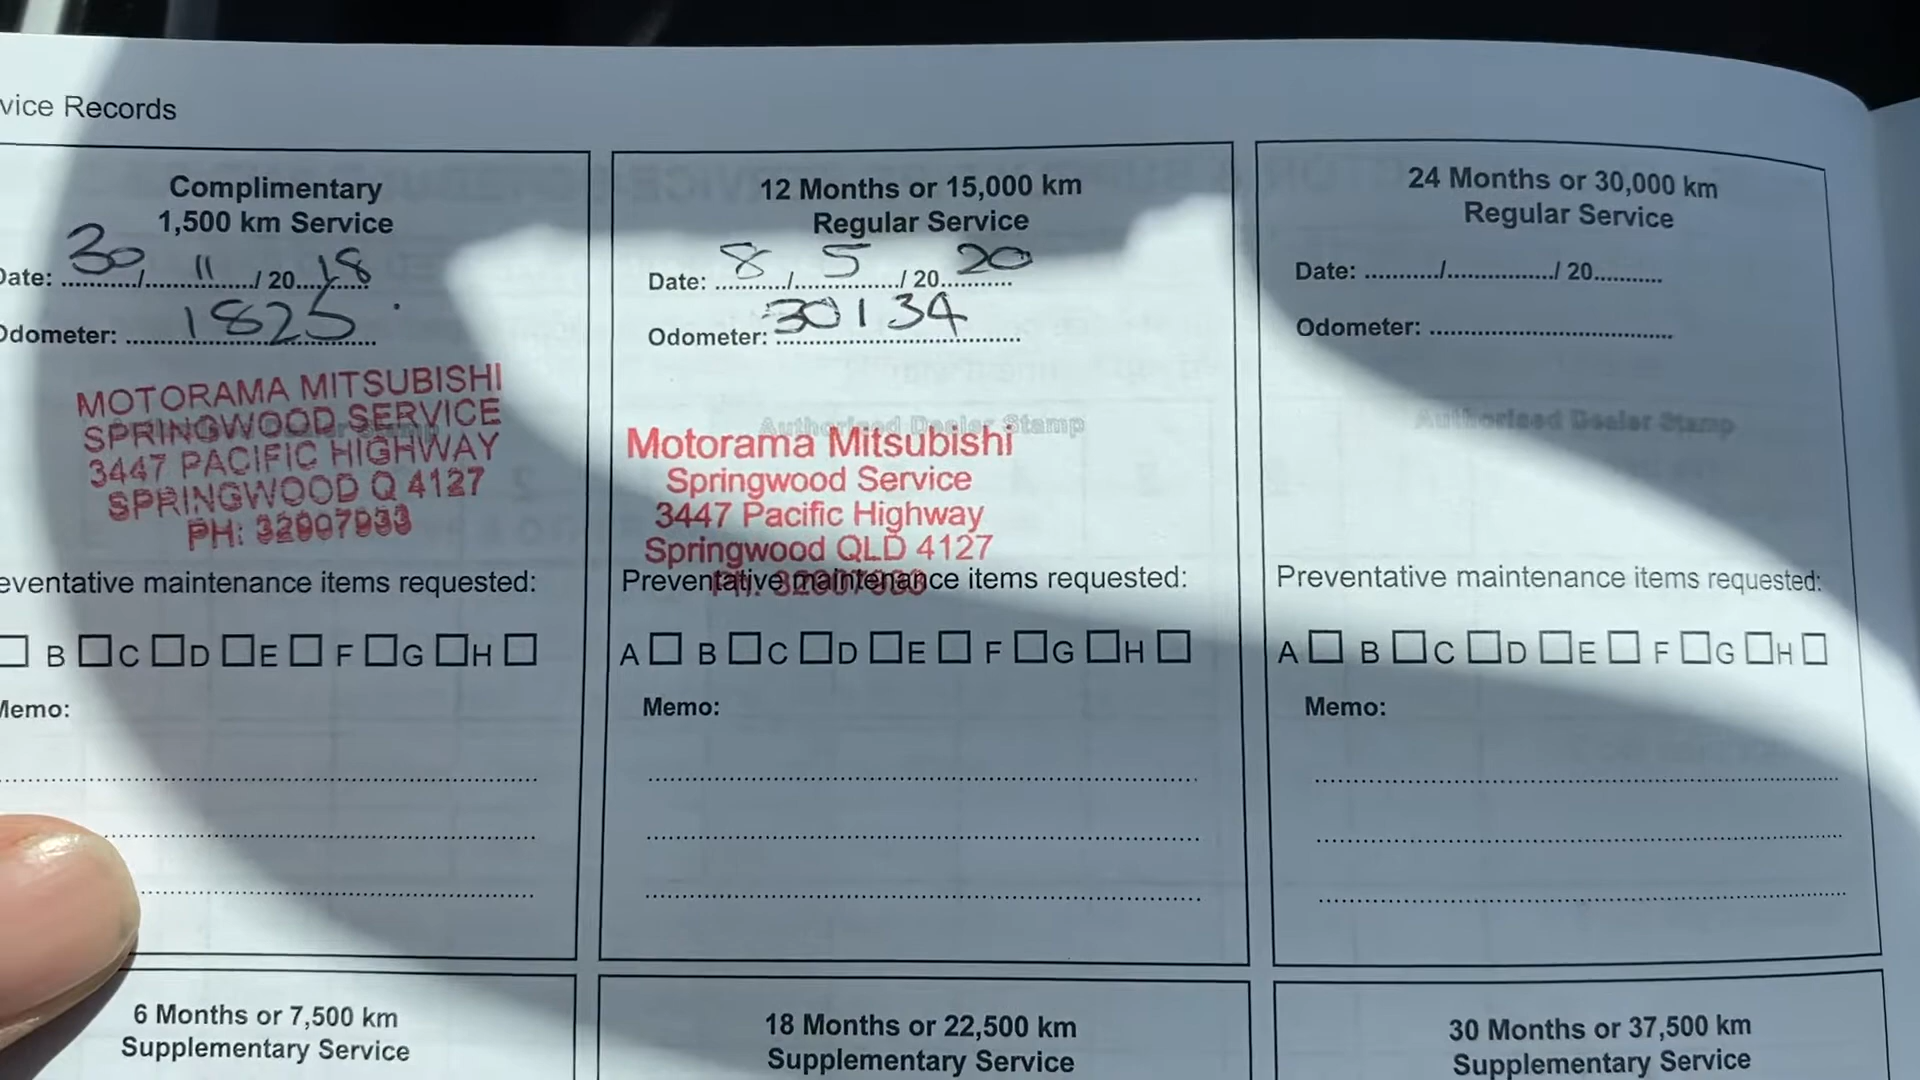 vice Records
Complimentary
1,500 km Service
Date: 30 / 11 / 20 18
Odometer: 1825
MOTORAMA MITSUBISHI
SPRINGWOOD SERVICE
3447 PACIFIC HIGHWAY
SPRINGWOOD Q 4127
PH: 32007933
eventative maintenance items requested:
B C D E F G H
Memo:
12 Months or 15,000 km
Regular Service
Date: 8 / 5 / 20 20
Odometer: 30134
Authorised Dealer Stamp
Motorama Mitsubishi
Springwood Service
3447 Pacific Highway
Springwood QLD 4127
Preventative maintenance items requested:
A B C D E F G H
Memo:
24 Months or 30,000 km
Regular Service
Date: / / 20
Odometer:
Authorised Dealer Stamp
Preventative maintenance items requested:
A B C D E F G H
Memo:
6 Months or 7,500 km
Supplementary Service
18 Months or 22,500 km
Supplementary Service
30 Months or 37,500 km
Supplementary Service